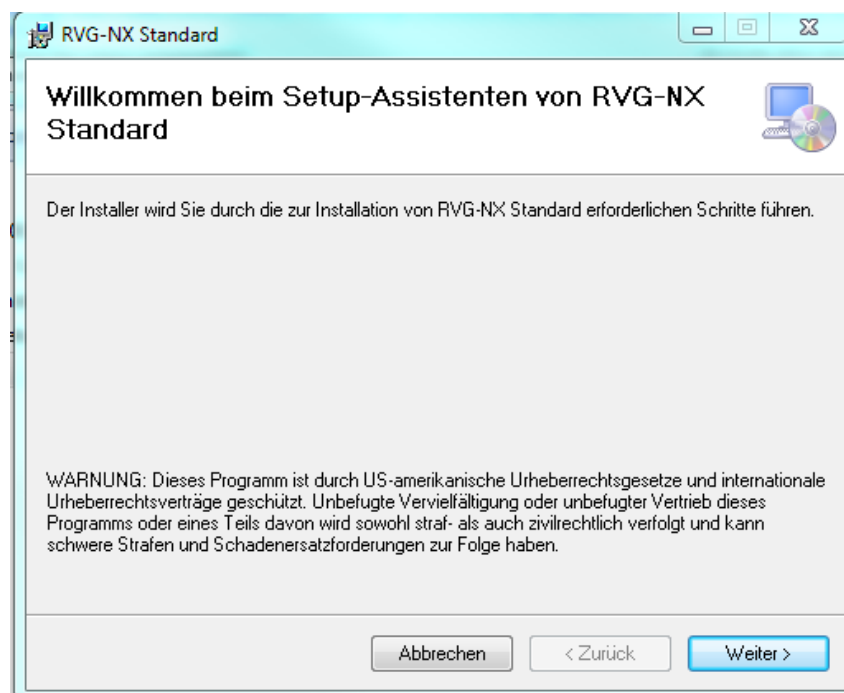 RVG-NX Standard
Willkommen beim Setup-Assistenten von RVG-NX
Standard
Der Installer wird Sie durch die zur Installation von RVG-NX Standard erforderlichen Schritte führen.
WARNUNG: Dieses Programm ist durch US-amerikanische Urheberrechtsgesetze und internationale
Urheberrechtsverträge geschützt. Unbefugte Vervielfältigung oder unbefugter Vertrieb dieses
Programms oder eines Teils davon wird sowohl straf- als auch zivilrechtlich verfolgt und kann
schwere Strafen und Schadenersatzforderungen zur Folge haben.
Abbrechen < Zurück Weiter >